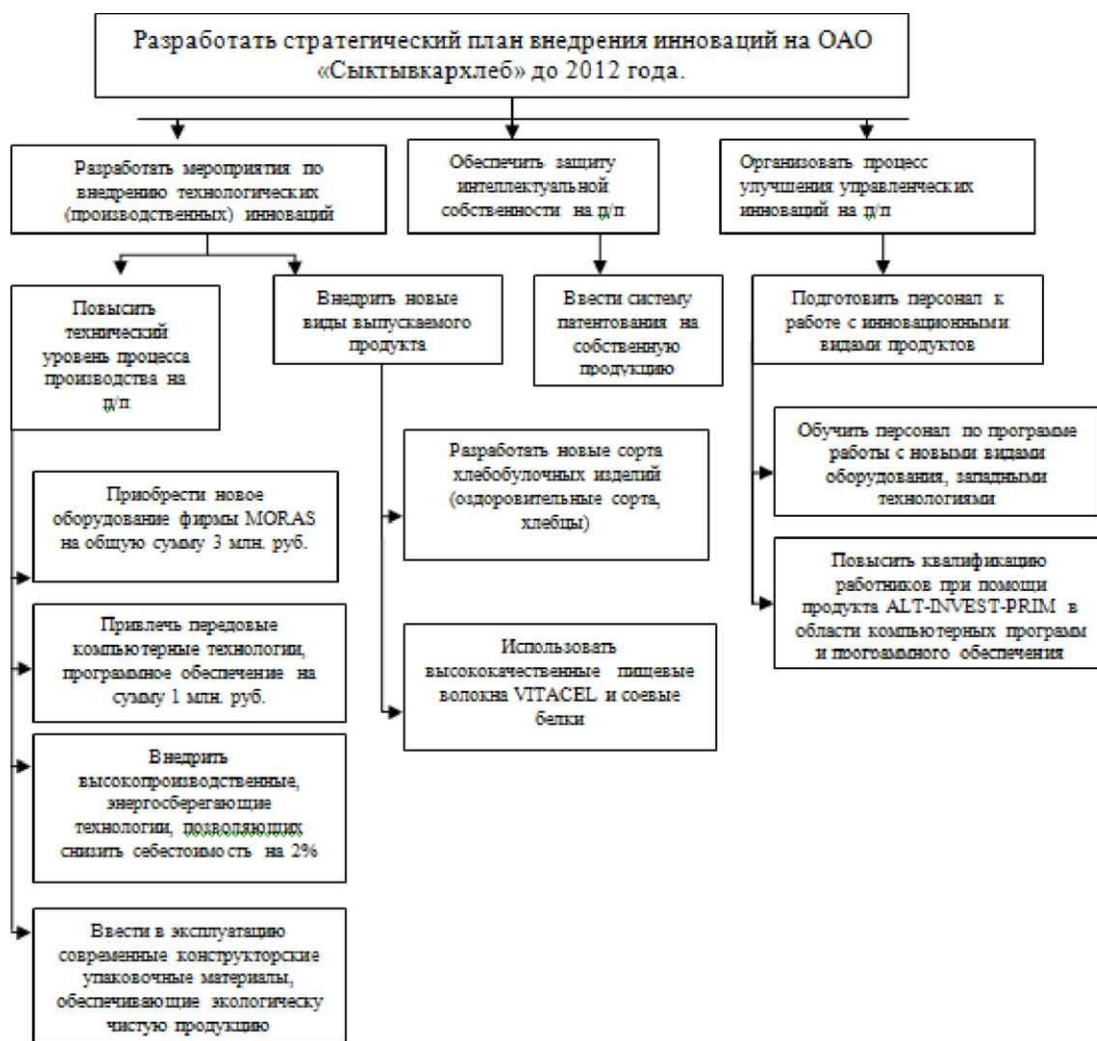 Разработать стратегический план внедрения инноваций на ОАО
«Сыктывкархлеб» до 2012 года.
Разработать мероприятия по
внедрению технологических
(производственных) инноваций
Обеспечить защиту
интеллектуальной
собственности на п/п
Организовать процесс
улучшения управленческих
инноваций на п/п
Повысить
технический
уровень процесса
производства на
п/п
Внедрить новые
виды выпускаемого
продукта
Ввести систему
патентования на
собственную
продукцию
Подготовить персонал к
работе с инновационными
видами продуктов
Приобрести новое
оборудование фирмы MORAS
на общую сумму 3 млн. руб.
Привлечь передовые
компьютерные технологии,
программное обеспечение на
сумму 1 млн. руб.
Внедрить
высокопроизводственные,
энергосберегающие
технологии, позволяющих
снизить себестоимость на 2%
Ввести в эксплуатацию
современные конструкторские
упаковочные материалы,
обеспечивающие экологическу
чистую продукцию
Разработать новые сорта
хлебобулочных изделий
(оздоровительные сорта,
хлебцы)
Использовать
высококачественные пищевые
волокна VITACEL и соевые
белки
Обучить персонал по программе
работы с новыми видами
оборудования, западными
технологиями
Повысить квалификацию
работников при помощи
продукта ALT-INVEST-PRIM в
области компьютерных программ
и программного обеспечения